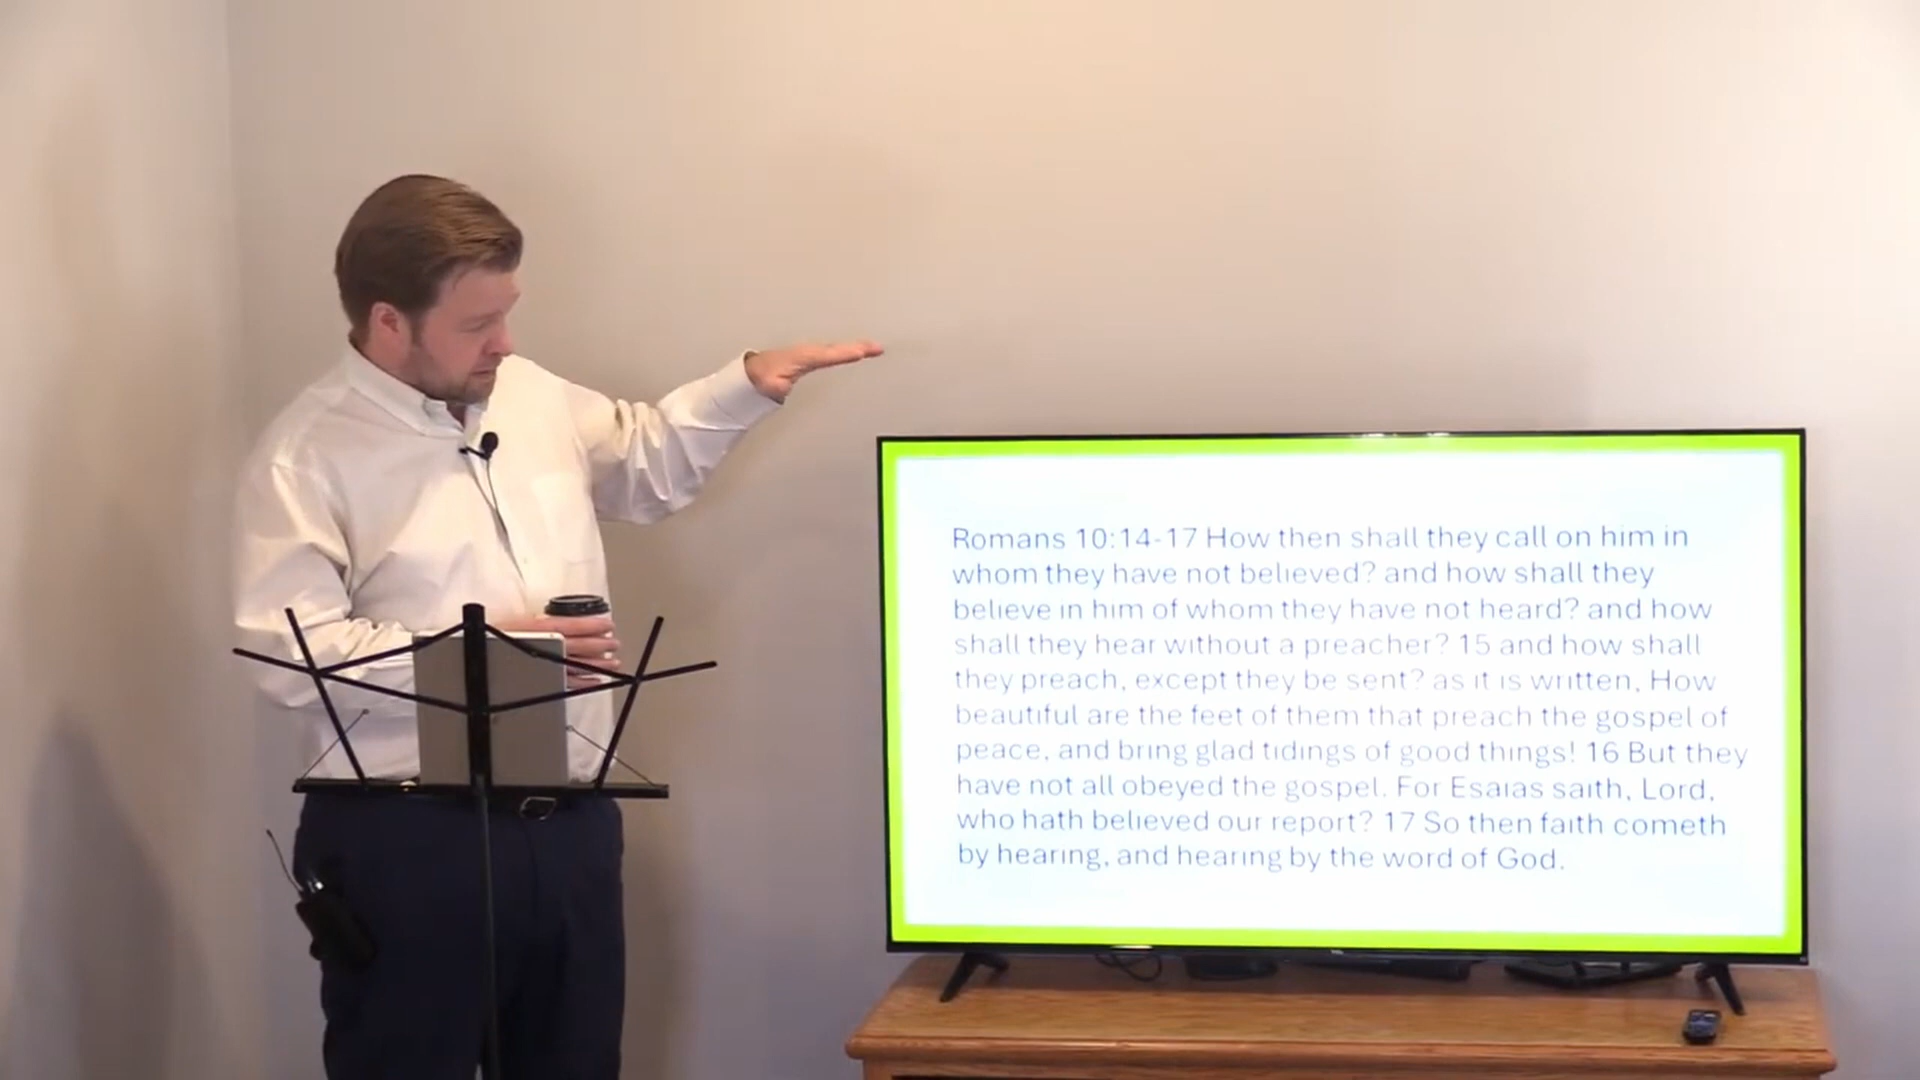 Romans 10:14-17 How then shall they call on him in
whom they have not believed? and how shall they
believe in him of whom they have not heard? and how
shall they hear without a preacher? 15 and how shall
they preach, except they be sent? as it is written, How
beautiful are the feet of them that preach the gospel of
peace, and bring glad tidings of good things! 16 But they
have not all obeyed the gospel. For Esaias saith, Lord,
who hath believed our report? 17 So then faith cometh
by hearing, and hearing by the word of God.